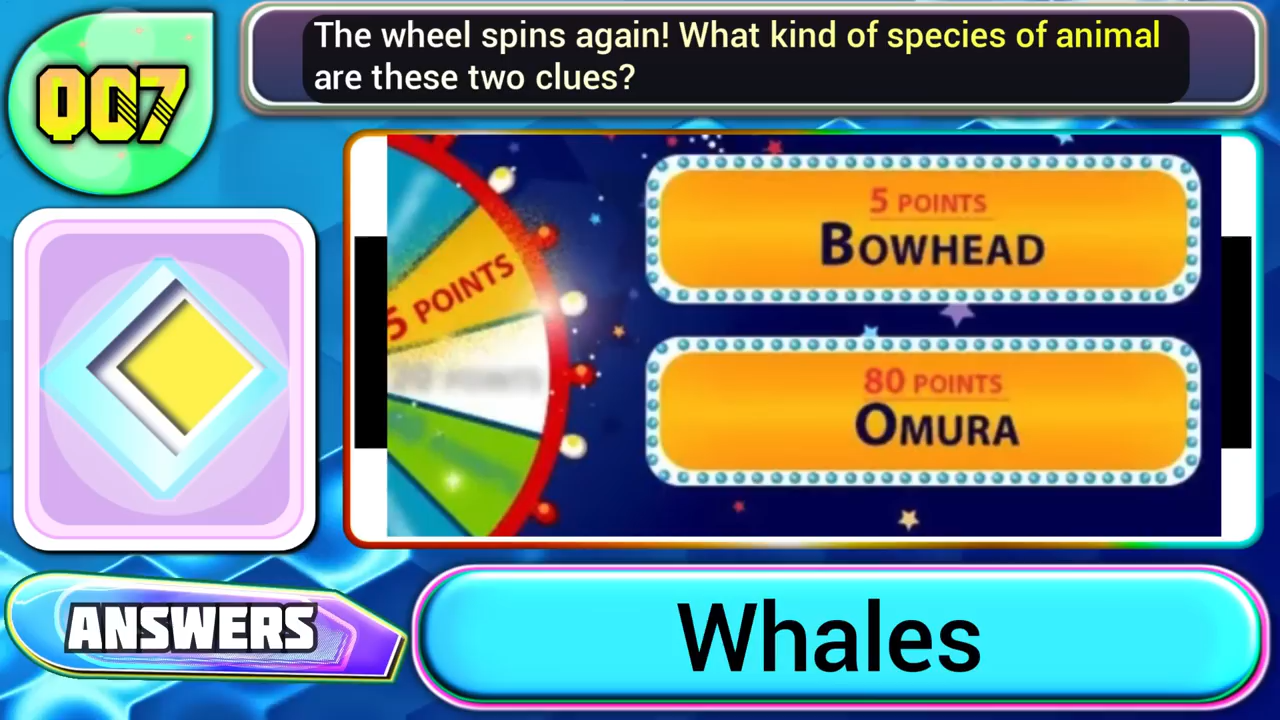 Q07
The wheel spins again! What kind of species of animal
are these two clues?
5 POINTS
5 POINTS
BOWHEAD
80 POINTS
OMURA
ANSWERS
Whales